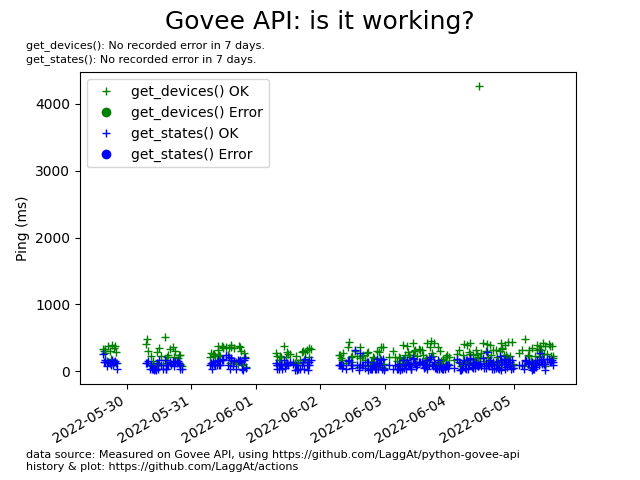 Govee API: is it working?
get_devices(): No recorded error in 7 days.
get_states(): No recorded error in 7 days.
get_devices() OK
get_devices() Error
get_states() OK
get_states() Error
Ping (ms)
4000
3000
2000
1000
0
2022-05-30
2022-05-31
2022-06-01
2022-06-02
2022-06-03
2022-06-04
2022-06-05
data source: Measured on Govee API, using https://github.com/LaggAt/python-govee-api
history & plot: https://github.com/LaggAt/actions